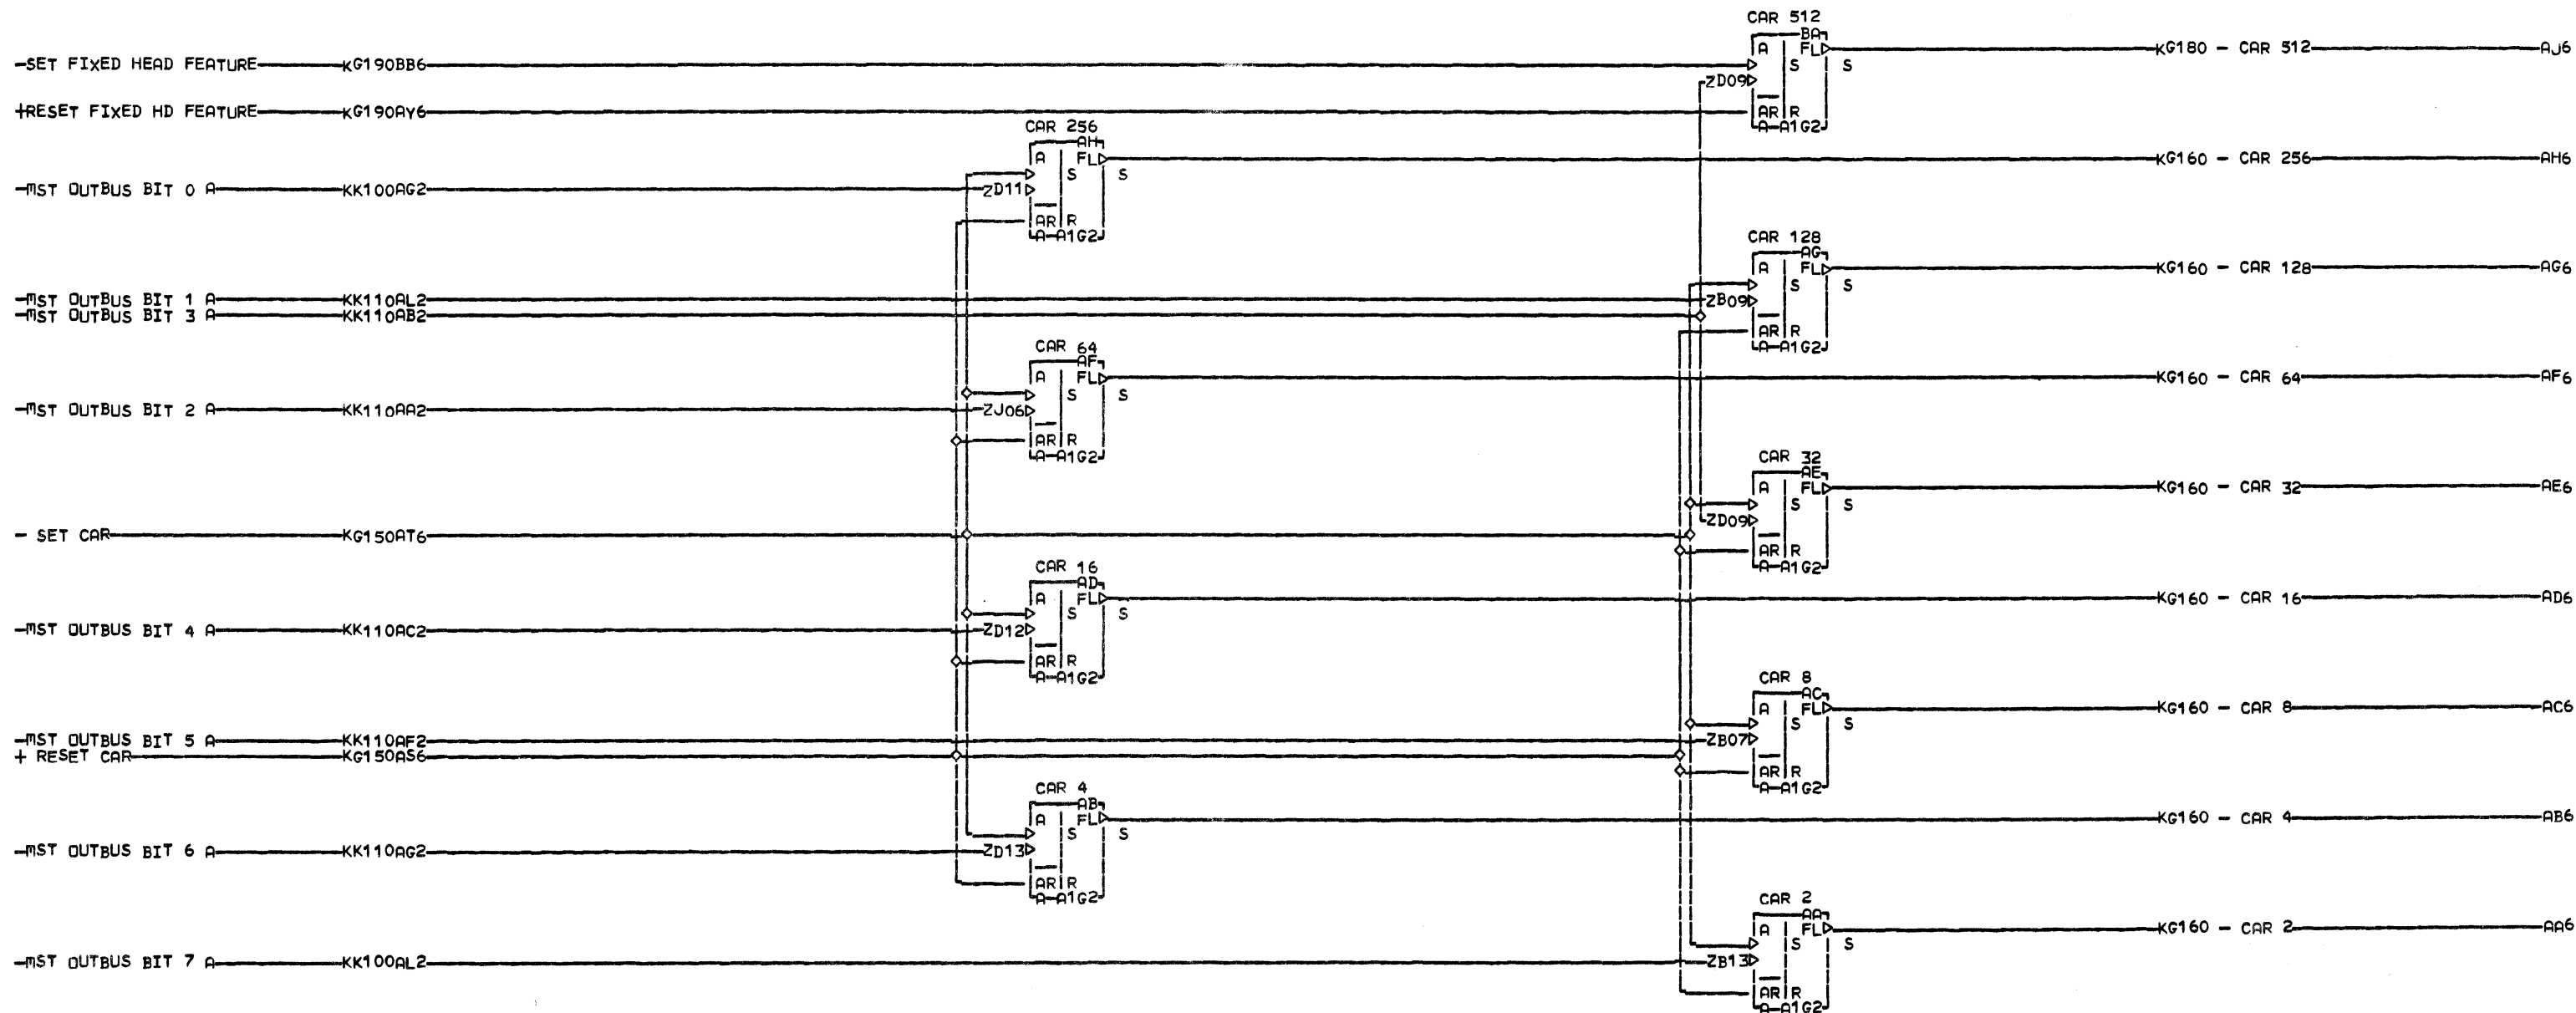 CAR 512
BA
A FL
-SET FIXED HEAD FEATURE KG190BB6 S S KG180 - CAR 512 AJ6
ZD09
+RESET FIXED HD FEATURE KG190AY6 AR R
A A1G2
CAR 256
AH
A FL KG160 - CAR 256 AH6
S S
-MST OUTBUS BIT 0 A KK100AG2 ZD11
AR R
A A1G2
CAR 128
AG
A FL KG160 - CAR 128 AG6
S S
-MST OUTBUS BIT 1 A KK110AL2 ZB09
-MST OUTBUS BIT 3 A KK110AB2
AR R
A A1G2
CAR 64
AF
A FL KG160 - CAR 64 AF6
S S
-MST OUTBUS BIT 2 A KK110AA2 ZJ06
AR R
A A1G2
CAR 32
AE
A FL KG160 - CAR 32 AE6
S S
ZD09
- SET CAR KG150AT6
AR R
A A1G2
CAR 16
AD
A FL KG160 - CAR 16 AD6
S S
-MST OUTBUS BIT 4 A KK110AC2 ZD12
AR R
A A1G2
CAR 8
AC
A FL KG160 - CAR 8 AC6
S S
-MST OUTBUS BIT 5 A KK110AF2 ZB07
+ RESET CAR KG150AS6
AR R
A A1G2
CAR 4
AB
A FL KG160 - CAR 4 AB6
S S
-MST OUTBUS BIT 6 A KK110AG2 ZD13
AR R
A A1G2
CAR 2
AA
A FL KG160 - CAR 2 AA6
S S
-MST OUTBUS BIT 7 A KK100AL2 ZB13
AR R
A A1G2